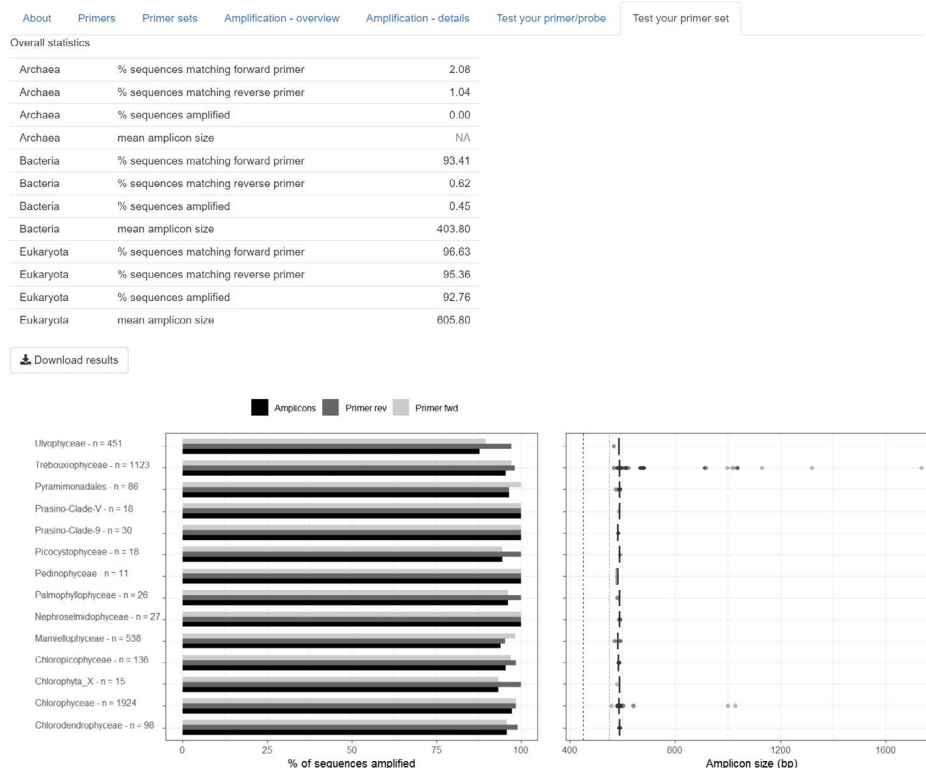 About Primers Primer sets Amplification - overview Amplification - details Test your primer/probe Test your primer set
Overall statistics
Archaea % sequences matching forward primer 2.08
Archaea % sequences matching reverse primer 1.04
Archaea % sequences amplified 0.00
Archaea mean amplicon size NA
Bacteria % sequences matching forward primer 93.41
Bacteria % sequences matching reverse primer 0.62
Bacteria % sequences amplified 0.45
Bacteria mean amplicon size 403.80
Eukaryota % sequences matching forward primer 96.63
Eukaryota % sequences matching reverse primer 95.36
Eukaryota % sequences amplified 92.76
Eukaryota mean amplicon size 605.80
Download results
Amplicons Primer rev Primer fwd
Ulvophyceae - n = 451
Trebouxiophyceae - n = 1123
Pyramimonadales - n = 86
Prasino-Clade-V - n = 18
Prasino-Clade-9 - n = 30
Picocystophyceae - n = 18
Pedinophyceae - n = 11
Palmophyllophyceae - n = 26
Nephroselmidophyceae - n = 27
Mamiellophyceae - n = 538
Chloropicophyceae - n = 136
Chlorophyta_X - n = 15
Chlorophyceae - n = 1924
Chlorodendrophyceae - n = 98
0 25 50 75 100 400 800 1200 1600
% of sequences amplified Amplicon size (bp)